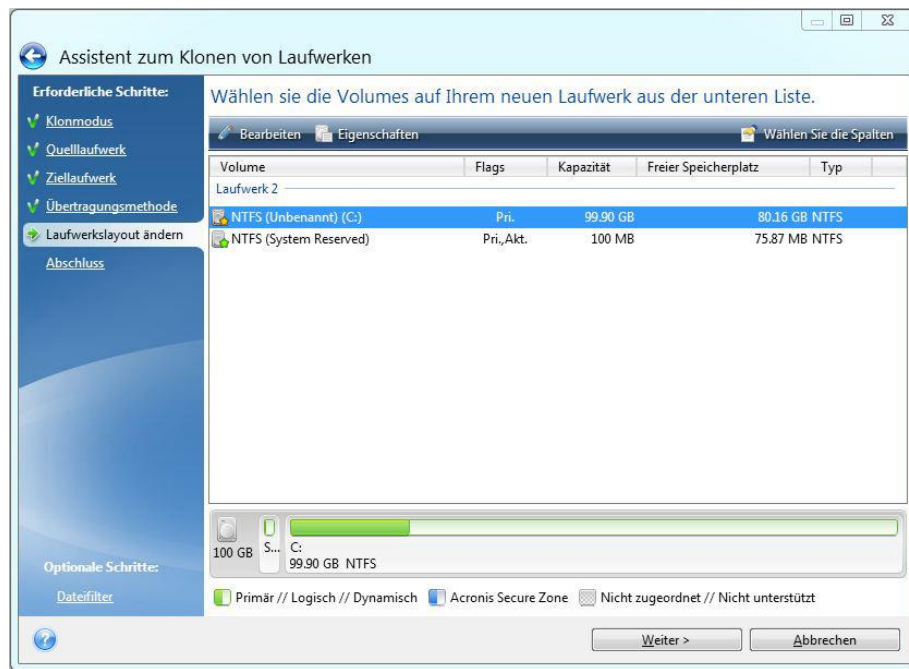 Assistent zum Klonen von Laufwerken
Erforderliche Schritte:
Klonmodus
Quelllaufwerk
Ziellaufwerk
Übertragungsmethode
Laufwerkslayout ändern
Abschluss
Optionale Schritte:
Dateifilter
Wählen sie die Volumes auf Ihrem neuen Laufwerk aus der unteren Liste.
Bearbeiten Eigenschaften Wählen Sie die Spalten
Volume Flags Kapazität Freier Speicherplatz Typ
Laufwerk 2
NTFS (Unbenannt) (C:) Pri. 99.90 GB 80.16 GB NTFS
NTFS (System Reserved) Pri.,Akt. 100 MB 75.87 MB NTFS
100 GB S... C:
99.90 GB NTFS
Primär // Logisch // Dynamisch Acronis Secure Zone Nicht zugeordnet // Nicht unterstützt
Weiter > Abbrechen